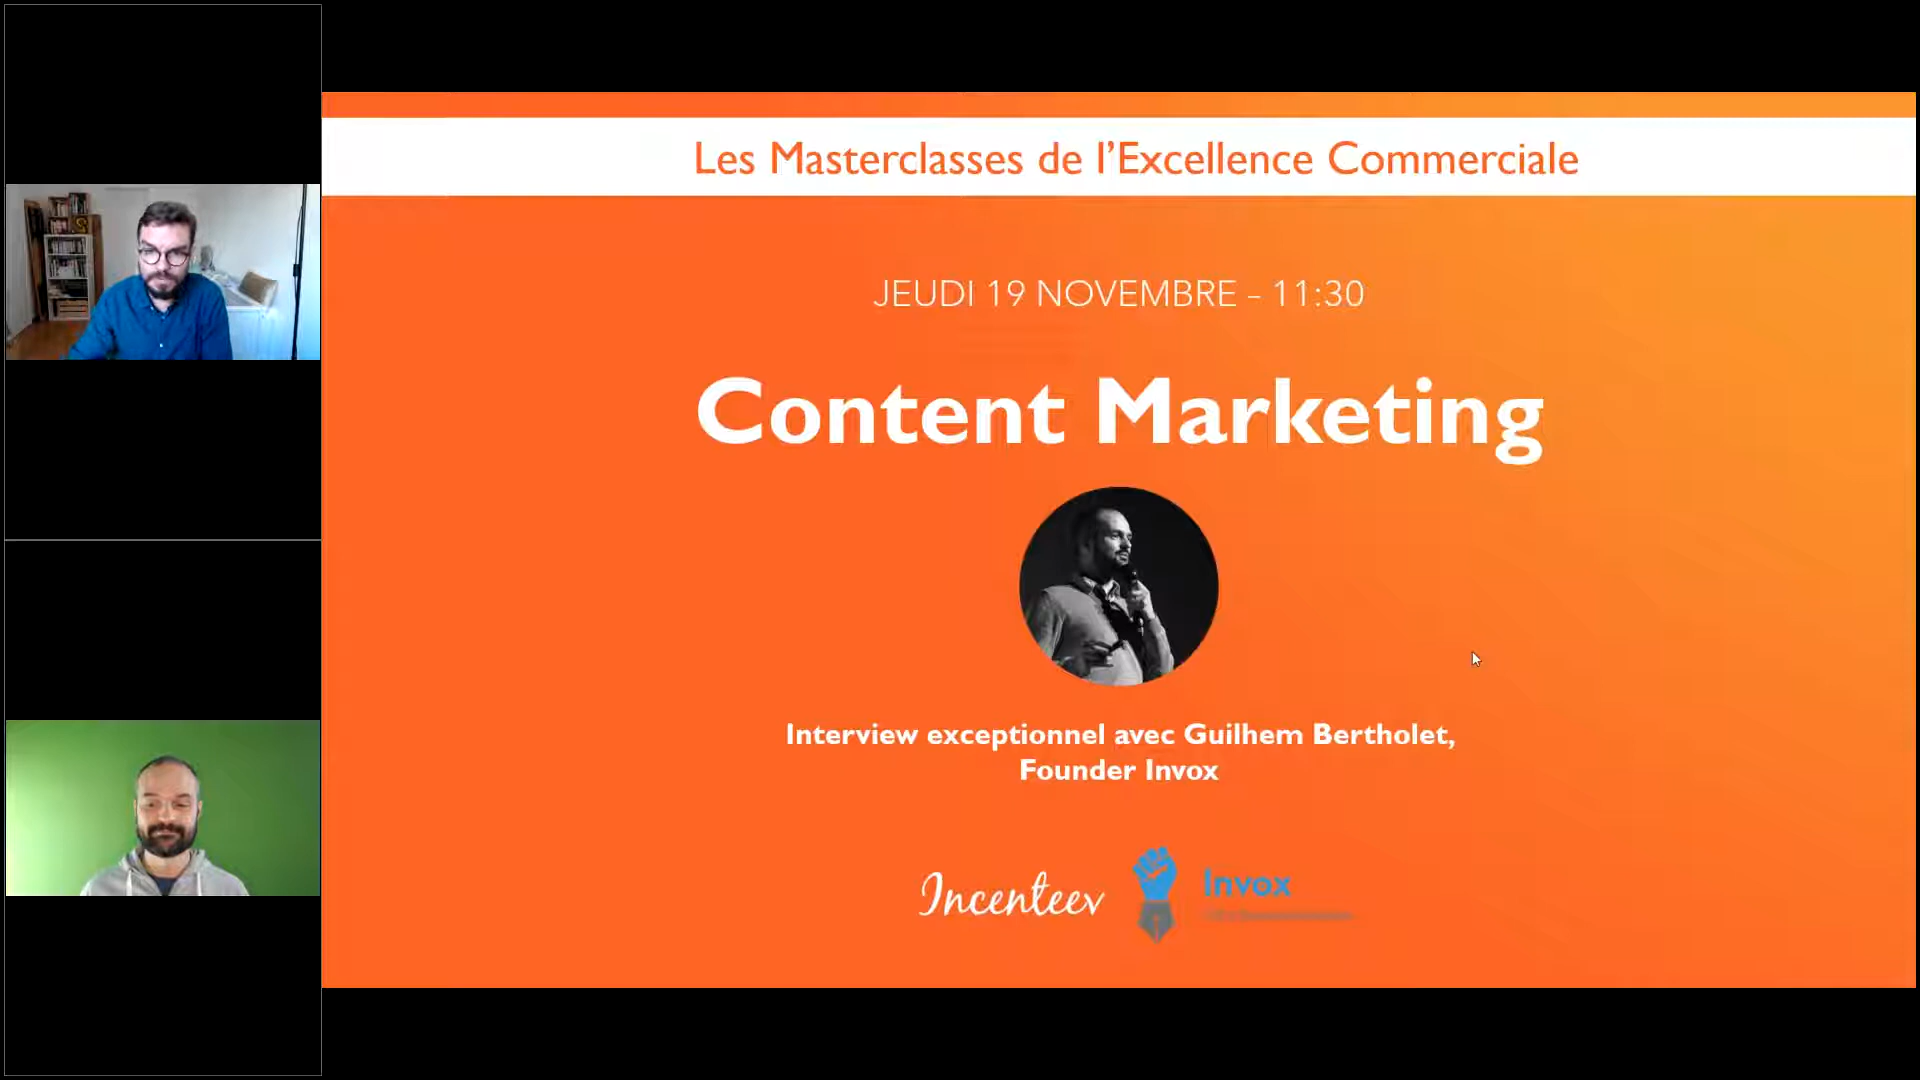 Les Masterclasses de l'Excellence Commerciale
JEUDI 19 NOVEMBRE – 11:30
Content Marketing
Interview exceptionnel avec Guilhem Bertholet,
Founder Invox
Incenteev
Invox